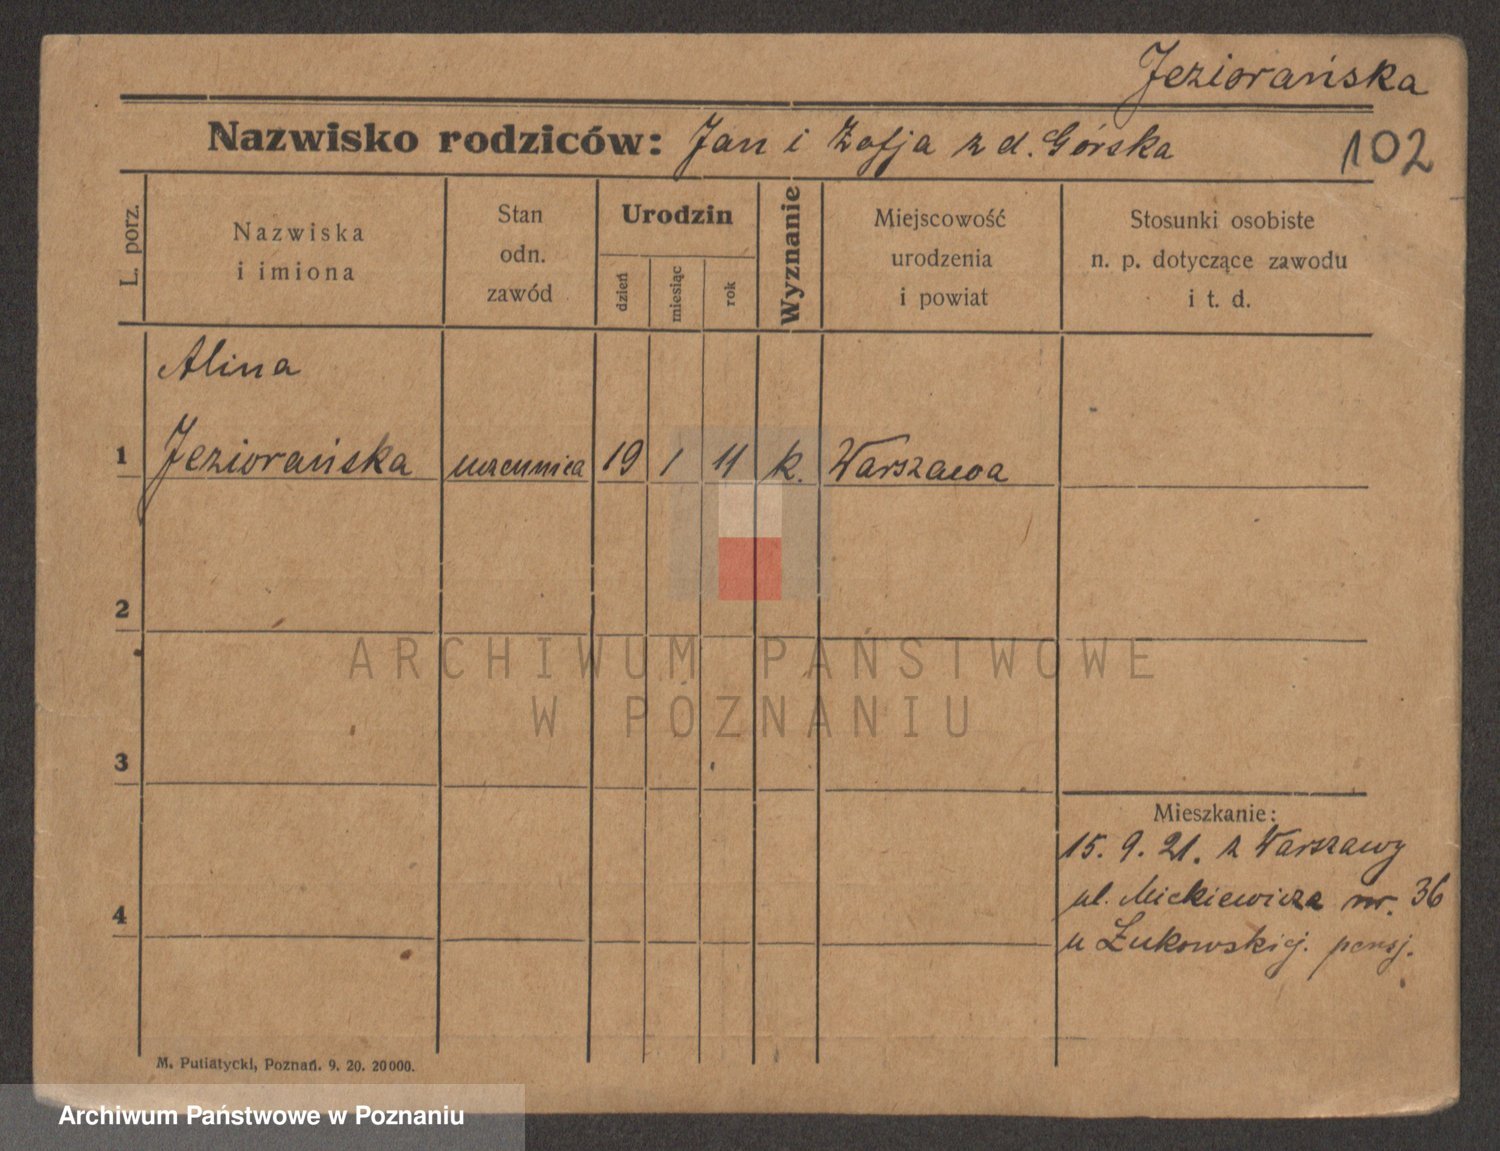 Jeziorańska
Nazwisko rodziców: Jan i Zofja z d. Górska
102
L. porz.
Nazwiska
i imiona
Stan
odn.
zawód
Urodzin
dzień
miesiąc
rok
Wyznanie
Miejscowość
urodzenia
i powiat
Stosunki osobiste
n. p. dotyczące zawodu
i t. d.
Alina
1 Jeziorańska uczennica 19 1 11 k. Warszawa
2
ARCHIWUM PAŃSTWOWE
W POZNANIU
3
Mieszkanie:
15. 9. 21. z Warszawy
ul. Mickiewicza nr. 36
4
u Żukowskiej. pensj.
M. Putiatycki, Poznań. 9. 20. 20000.
Archiwum Państwowe w Poznaniu